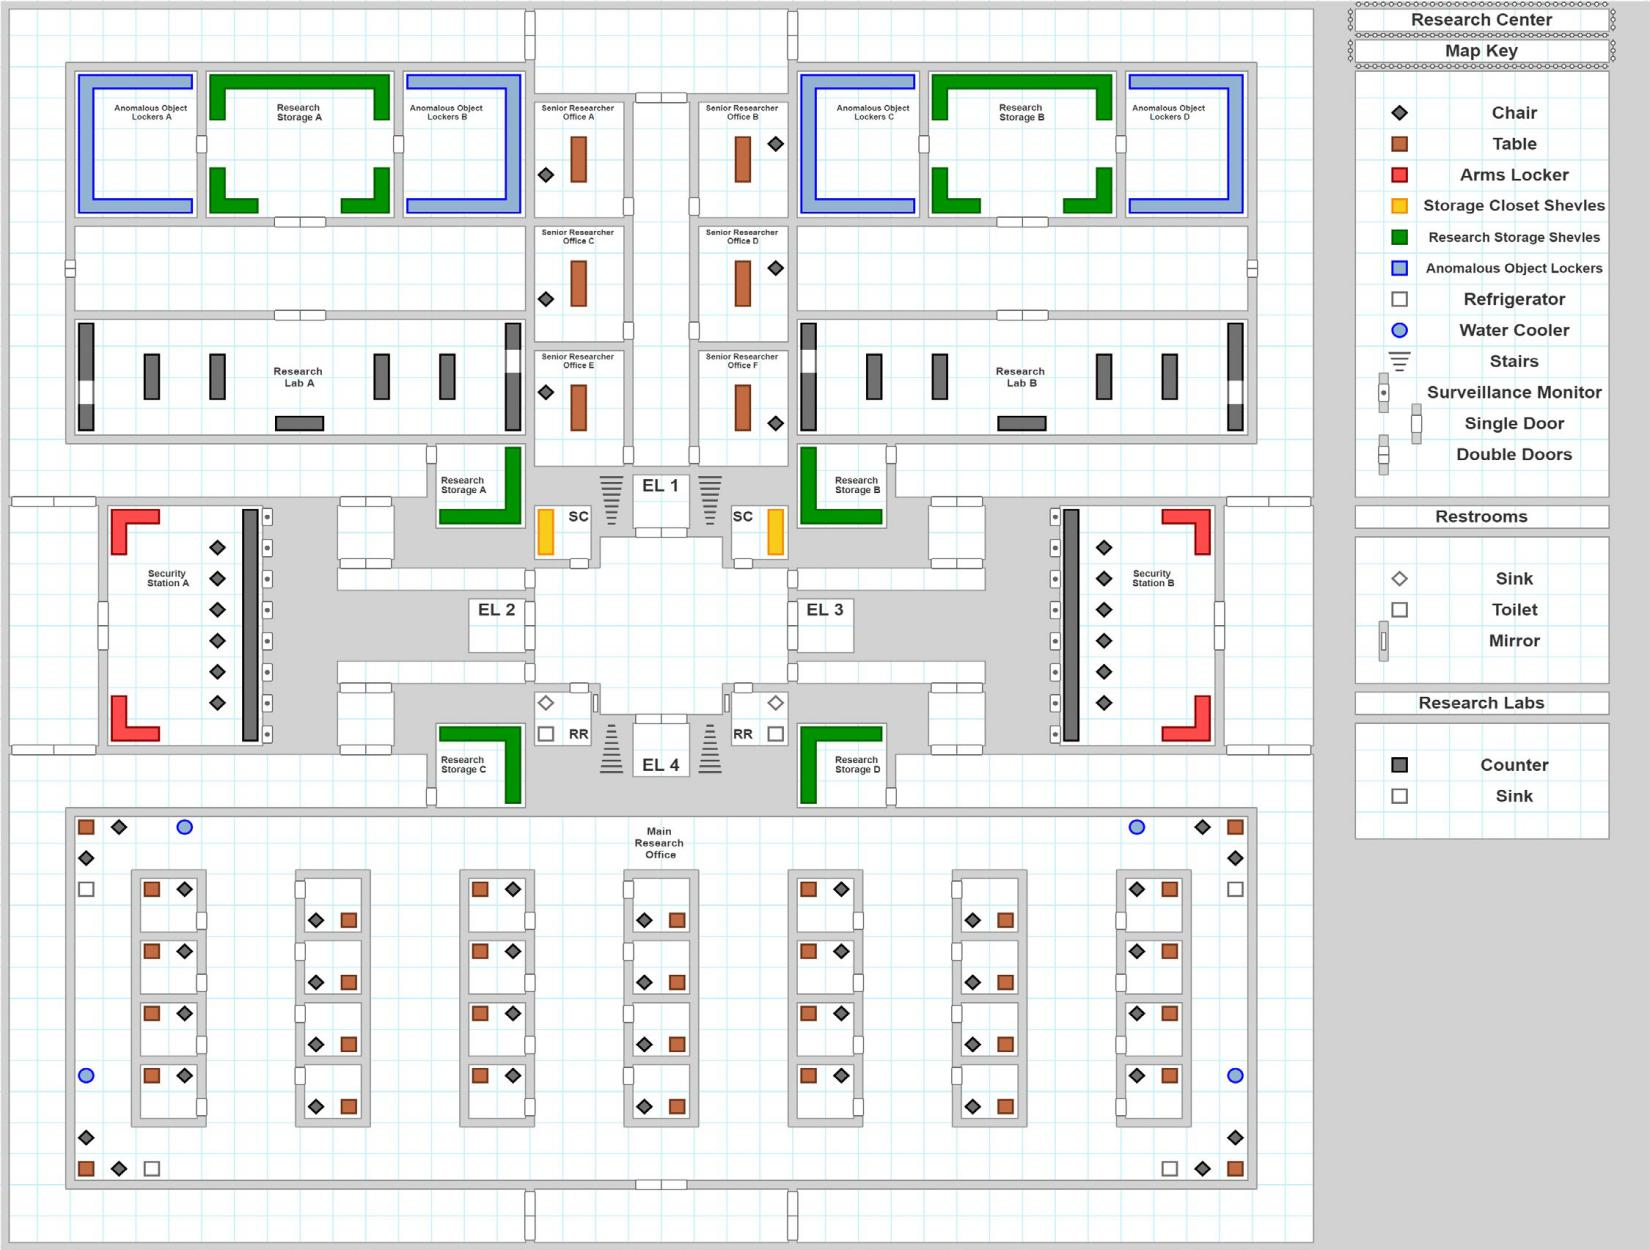 Research Center
Map Key
Anomalous Object
Lockers A
Research
Storage A
Anomalous Object
Lockers B
Senior Researcher
Office A
Senior Researcher
Office B
Anomalous Object
Lockers C
Research
Storage B
Anomalous Object
Lockers D
Senior Researcher
Office C
Senior Researcher
Office D
Research
Lab A
Senior Researcher
Office E
Senior Researcher
Office F
Research
Lab B
Research
Storage A
EL 1
Research
Storage B
SC
SC
Security
Station A
Security
Station B
EL 2
EL 3
RR
RR
Research
Storage C
EL 4
Research
Storage D
Main
Research
Office
Chair
Table
Arms Locker
Storage Closet Shevles
Research Storage Shevles
Anomalous Object Lockers
Refrigerator
Water Cooler
Stairs
Surveillance Monitor
Single Door
Double Doors
Restrooms
Sink
Toilet
Mirror
Research Labs
Counter
Sink